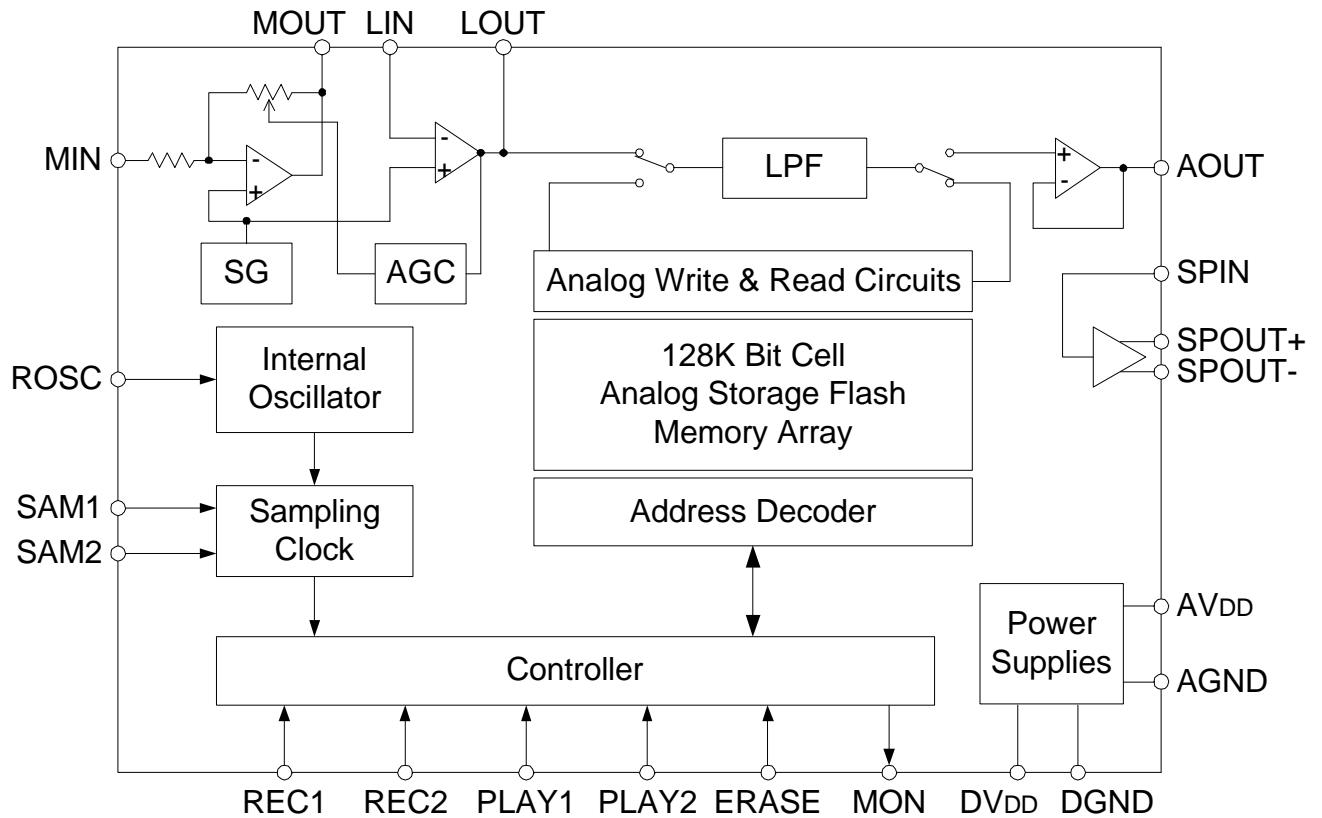 MOUT LIN LOUT
MIN
-
+
-
+
LPF
+
-
AOUT
SG
AGC
Analog Write & Read Circuits
SPIN
Internal
Oscillator
ROSC
128K Bit Cell
Analog Storage Flash
Memory Array
SPOUT+
SPOUT-
SAM1
SAM2
Sampling
Clock
Address Decoder
Power
Supplies
AVDD
AGND
Controller
REC1 REC2 PLAY1 PLAY2 ERASE MON DVDD DGND